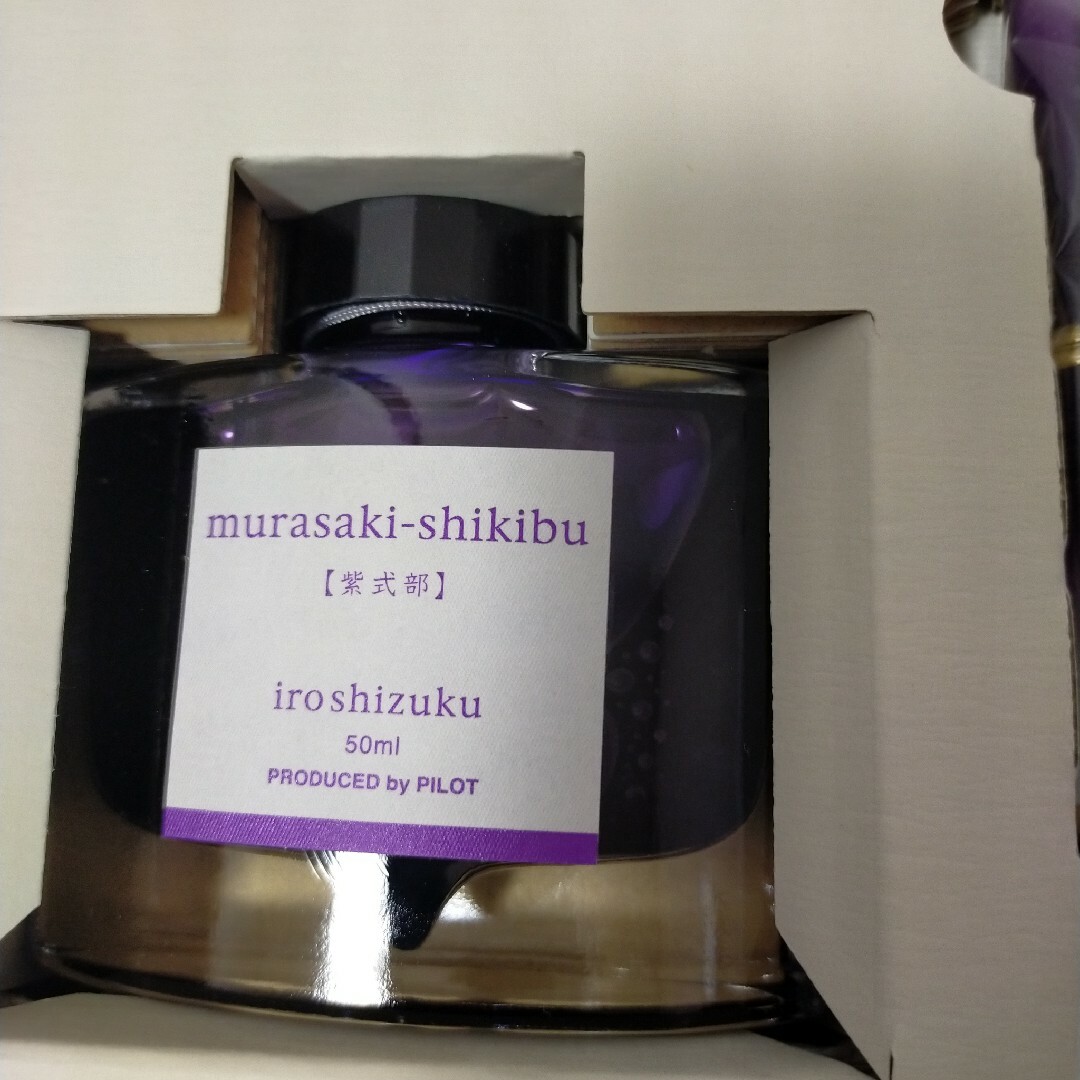 murasaki-shikibu
【紫式部】
iroshizuku
50ml
PRODUCED by PILOT